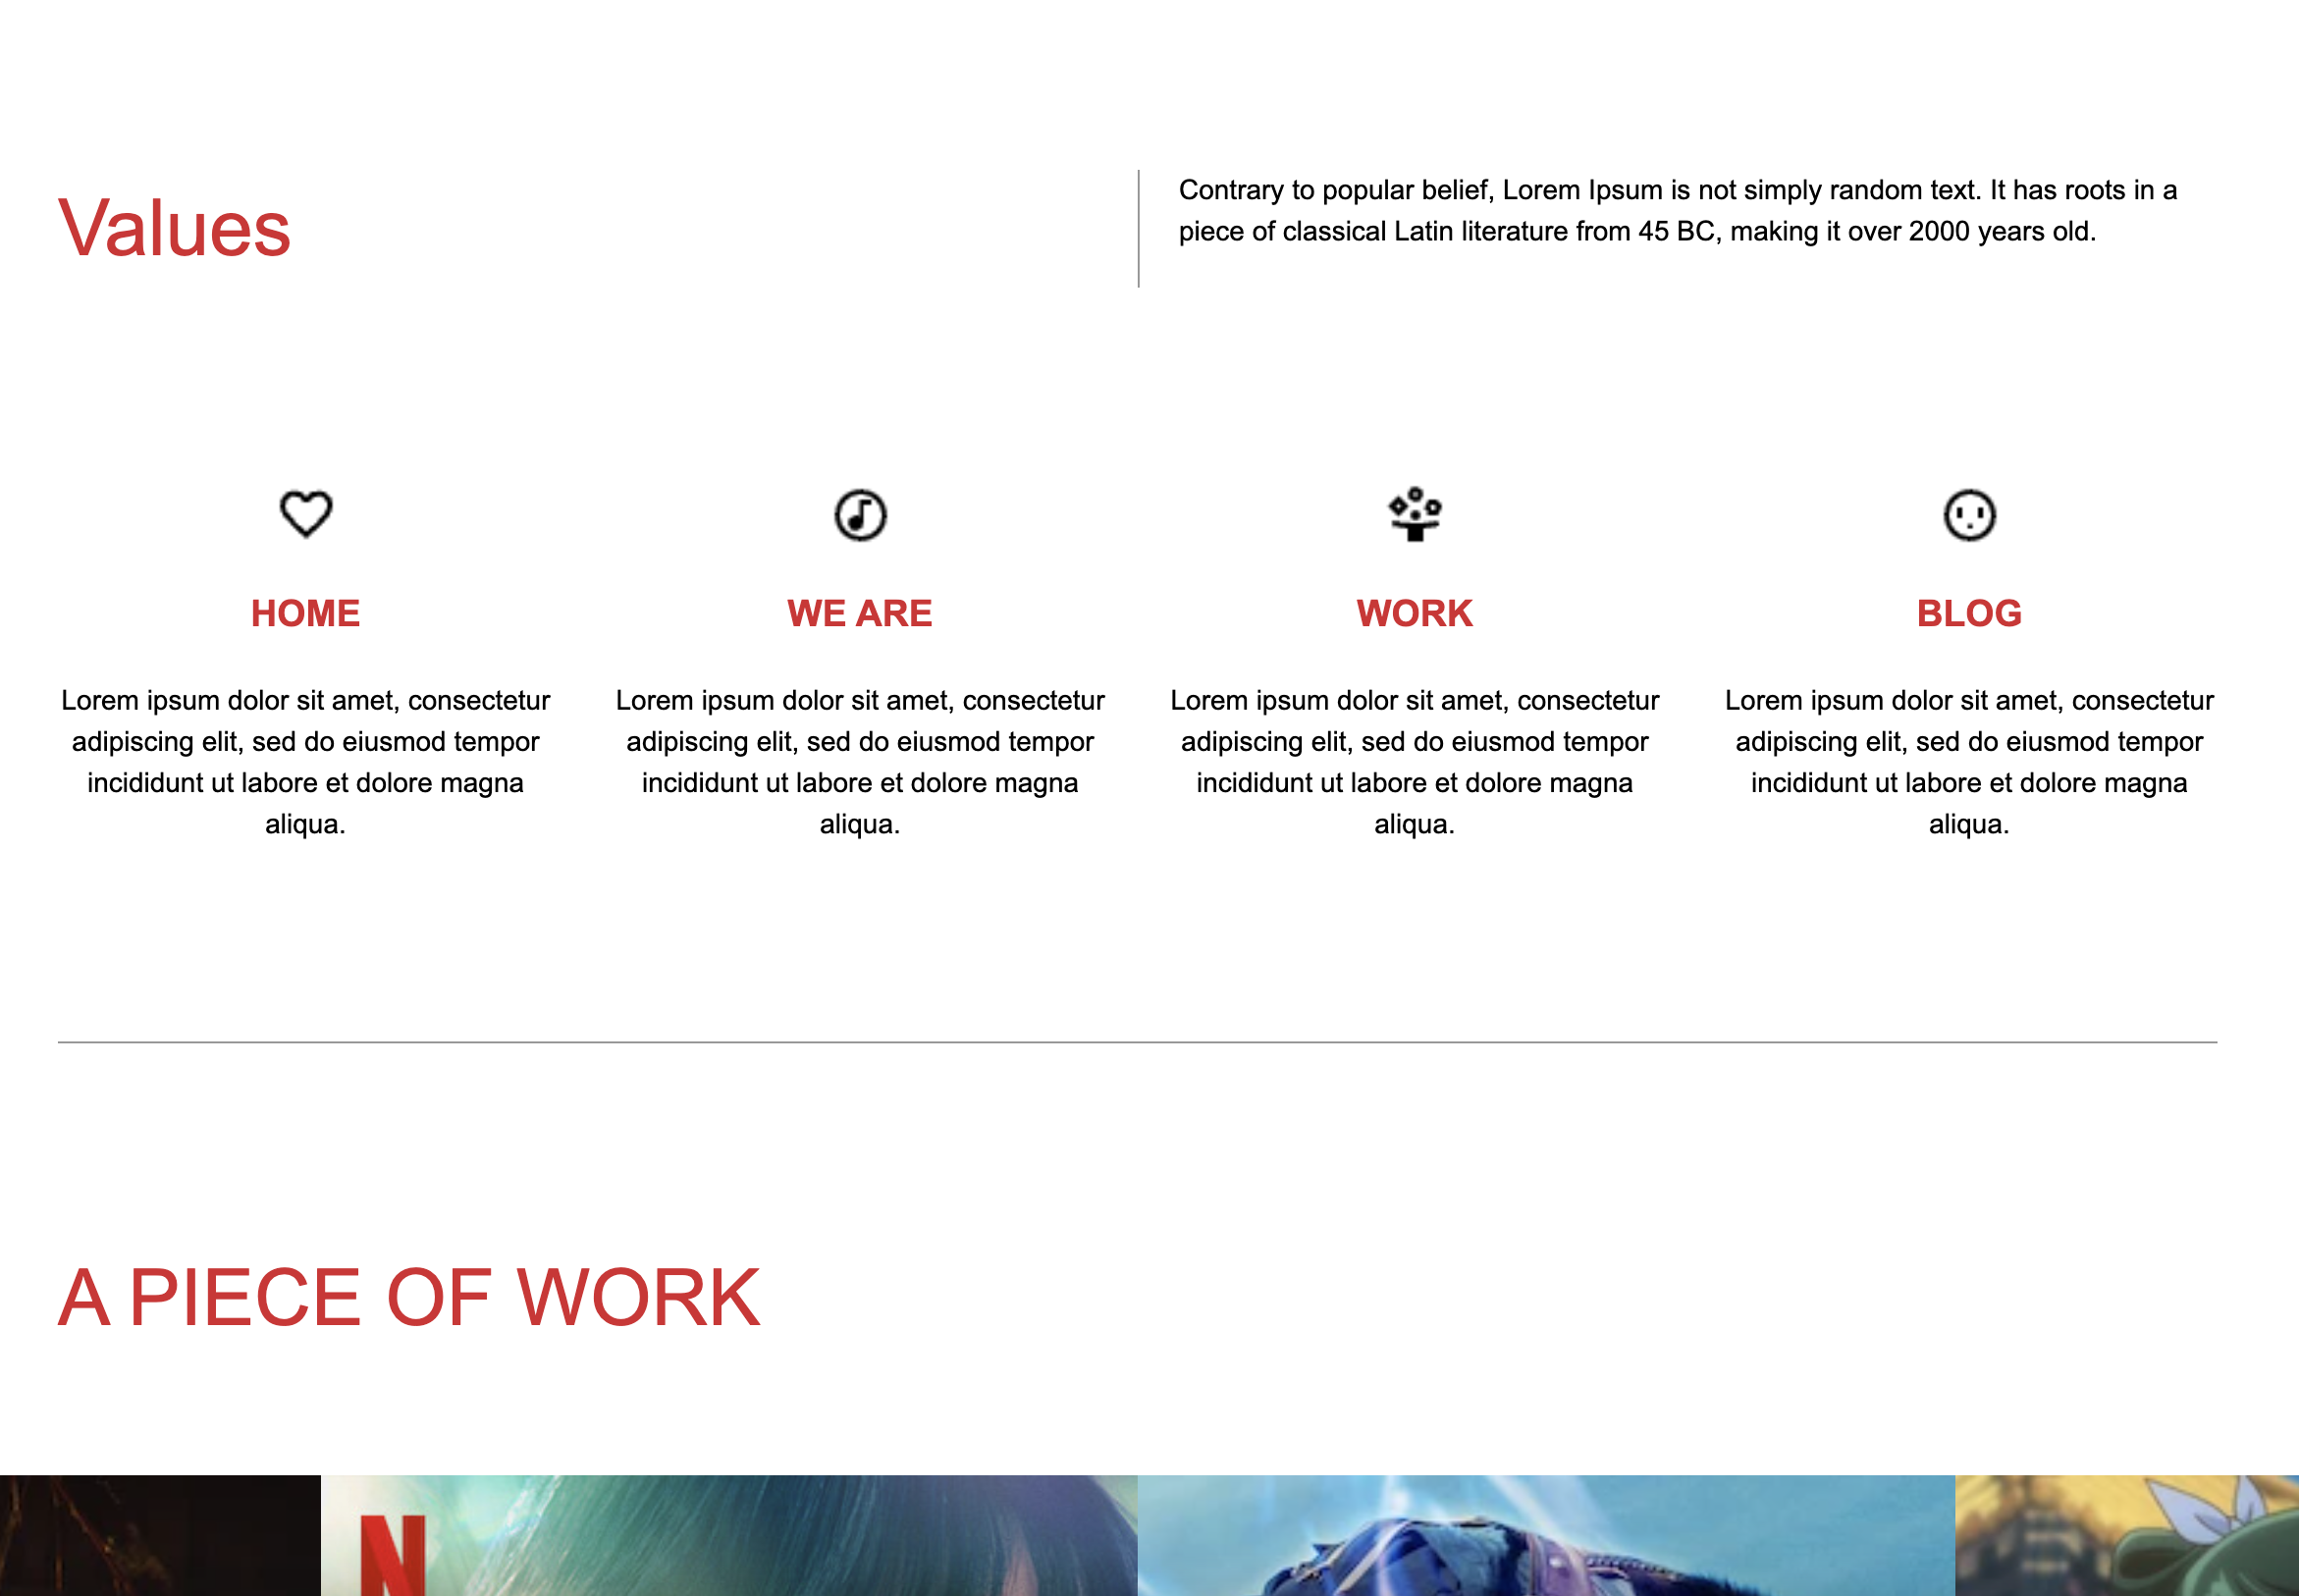 Values
Contrary to popular belief, Lorem Ipsum is not simply random text. It has roots in a
piece of classical Latin literature from 45 BC, making it over 2000 years old.
HOME
Lorem ipsum dolor sit amet, consectetur
adipiscing elit, sed do eiusmod tempor
incididunt ut labore et dolore magna
aliqua.
WE ARE
Lorem ipsum dolor sit amet, consectetur
adipiscing elit, sed do eiusmod tempor
incididunt ut labore et dolore magna
aliqua.
WORK
Lorem ipsum dolor sit amet, consectetur
adipiscing elit, sed do eiusmod tempor
incididunt ut labore et dolore magna
aliqua.
BLOG
Lorem ipsum dolor sit amet, consectetur
adipiscing elit, sed do eiusmod tempor
incididunt ut labore et dolore magna
aliqua.
A PIECE OF WORK
N